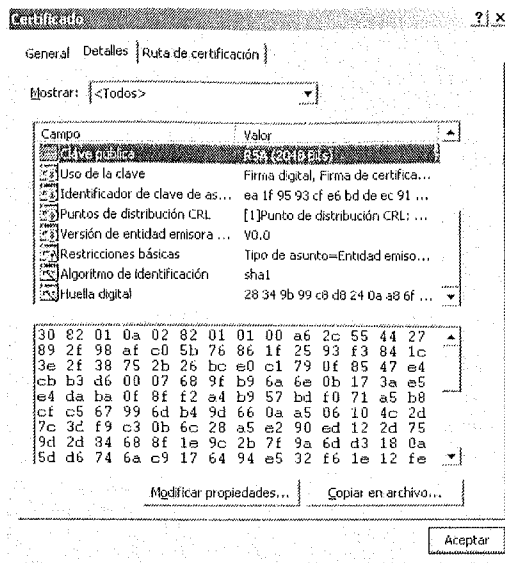 Certificado
General Detalles Ruta de certificación
Mostrar: <Todos>
Campo Valor
Clave pública RSA (2048 Bits)
Uso de la clave Firma digital, Firma de certifica...
Identificador de clave de as... ea 1f 95 93 cf e6 bd de ec 91 ...
Puntos de distribución CRL [1]Punto de distribución CRL: ...
Versión de entidad emisora ... V0.0
Restricciones básicas Tipo de asunto=Entidad emiso...
Algoritmo de identificación sha1
Huella digital 28 34 9b 99 c8 d8 24 0a a8 6f ...
30 82 01 0a 02 82 01 01 00 a6 2c 55 44 27
89 2f 98 af c0 5b 76 86 1f 25 93 f3 84 1c
3e 2f 38 75 2b 26 bc e0 c1 79 0f 85 47 e4
cb b3 d6 00 07 68 9f b9 6a 6e 0b 17 3a e5
e4 da ba 0f 8f f2 a4 b9 57 bd f0 71 a5 b8
cf c5 67 99 6d b4 9d 66 0a a5 06 10 4c 2d
7c 3d f9 c3 0b 6c 28 a5 e2 90 ed 12 2d 75
9d 2d 84 68 8f 1e 9c 2b 7f 9a 6d d3 18 0a
5d d6 74 6a c9 17 64 94 e5 32 f6 1e 12 fe
Modificar propiedades... Copiar en archivo...
Aceptar